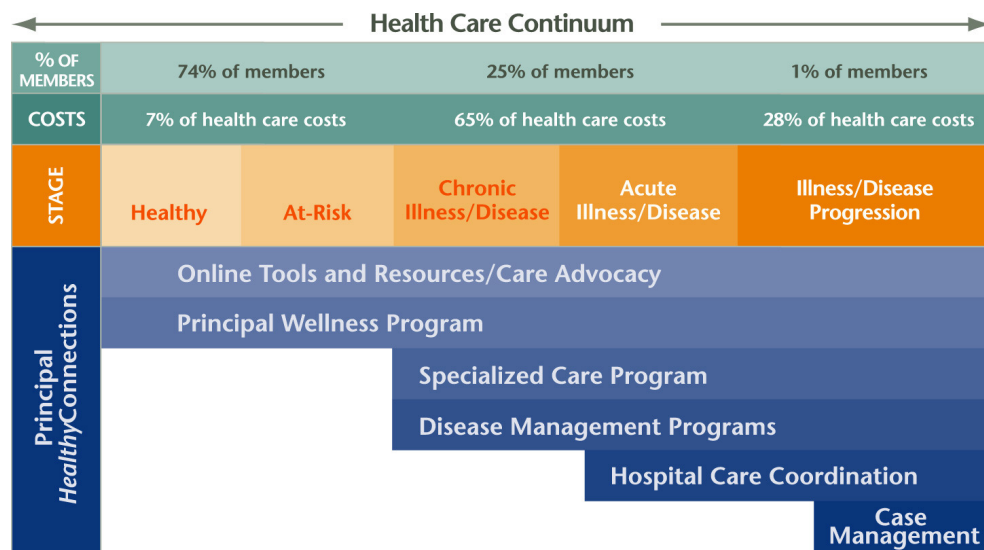 Health Care Continuum
% OF
MEMBERS
74% of members
25% of members
1% of members
COSTS
7% of health care costs
65% of health care costs
28% of health care costs
STAGE
Healthy
At-Risk
Chronic
Illness/Disease
Acute
Illness/Disease
Illness/Disease
Progression
Principal
HealthyConnections
Online Tools and Resources/Care Advocacy
Principal Wellness Program
Specialized Care Program
Disease Management Programs
Hospital Care Coordination
Case
Management